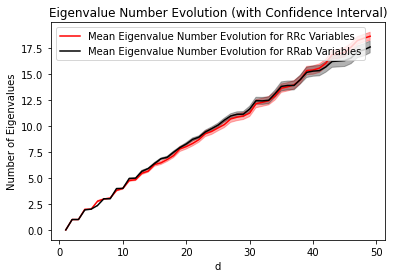 Eigenvalue Number Evolution (with Confidence Interval)
Mean Eigenvalue Number Evolution for RRc Variables
Mean Eigenvalue Number Evolution for RRab Variables
Number of Eigenvalues
17.5
15.0
12.5
10.0
7.5
5.0
2.5
0.0
0 10 20 30 40 50
d